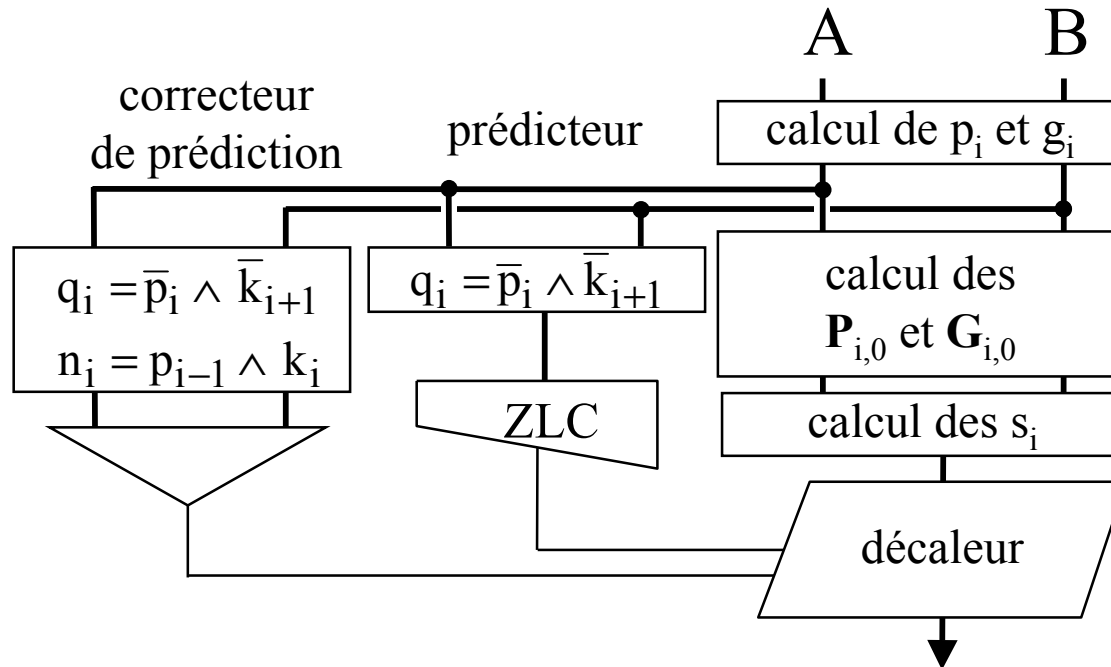 A B
correcteur
de prédiction
prédicteur
calcul de pᵢ et gᵢ
qᵢ = p̅ᵢ ∧ k̅ᵢ₊₁
nᵢ = pᵢ₋₁ ∧ kᵢ
qᵢ = p̅ᵢ ∧ k̅ᵢ₊₁
calcul des
Pᵢ,₀ et Gᵢ,₀
ZLC
calcul des sᵢ
décaleur